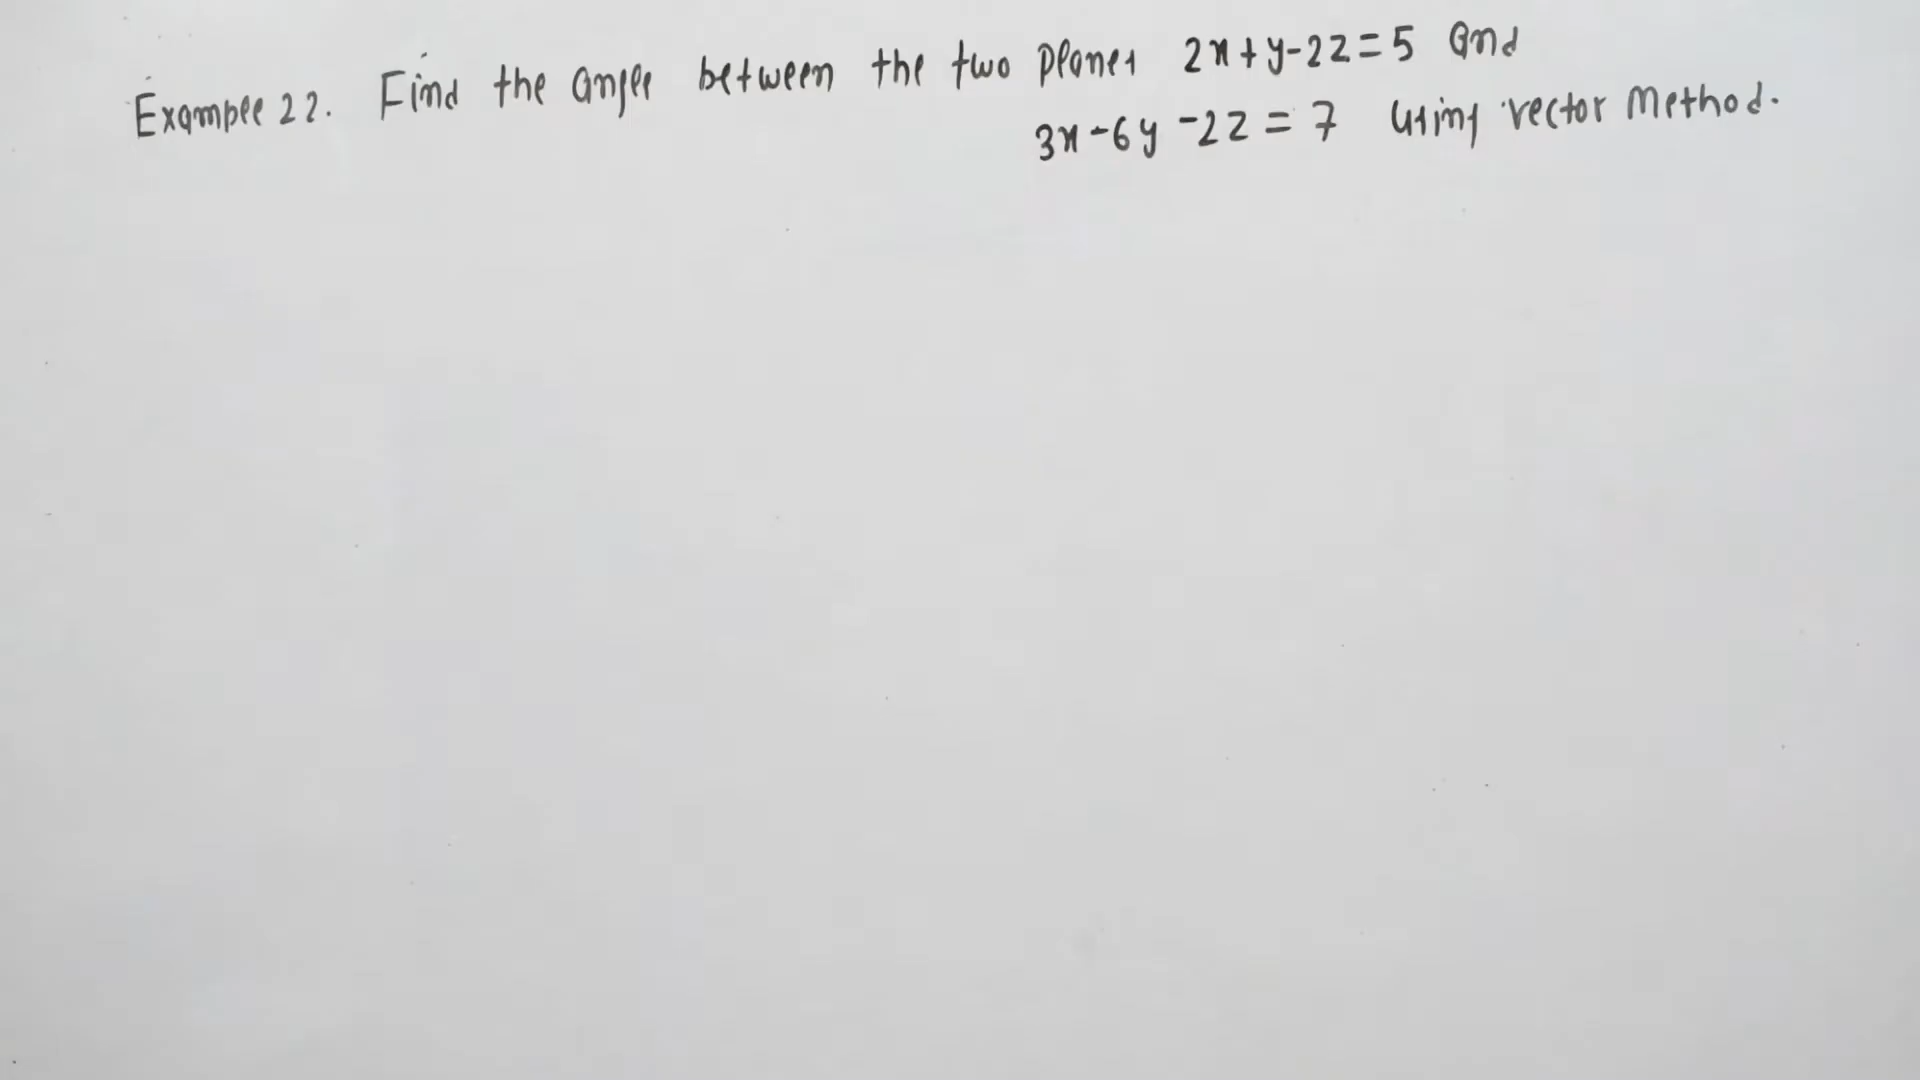 Example 22. Find the angle between the two planes 2x+y-2z=5 and
3x-6y-2z=7 using vector Method.